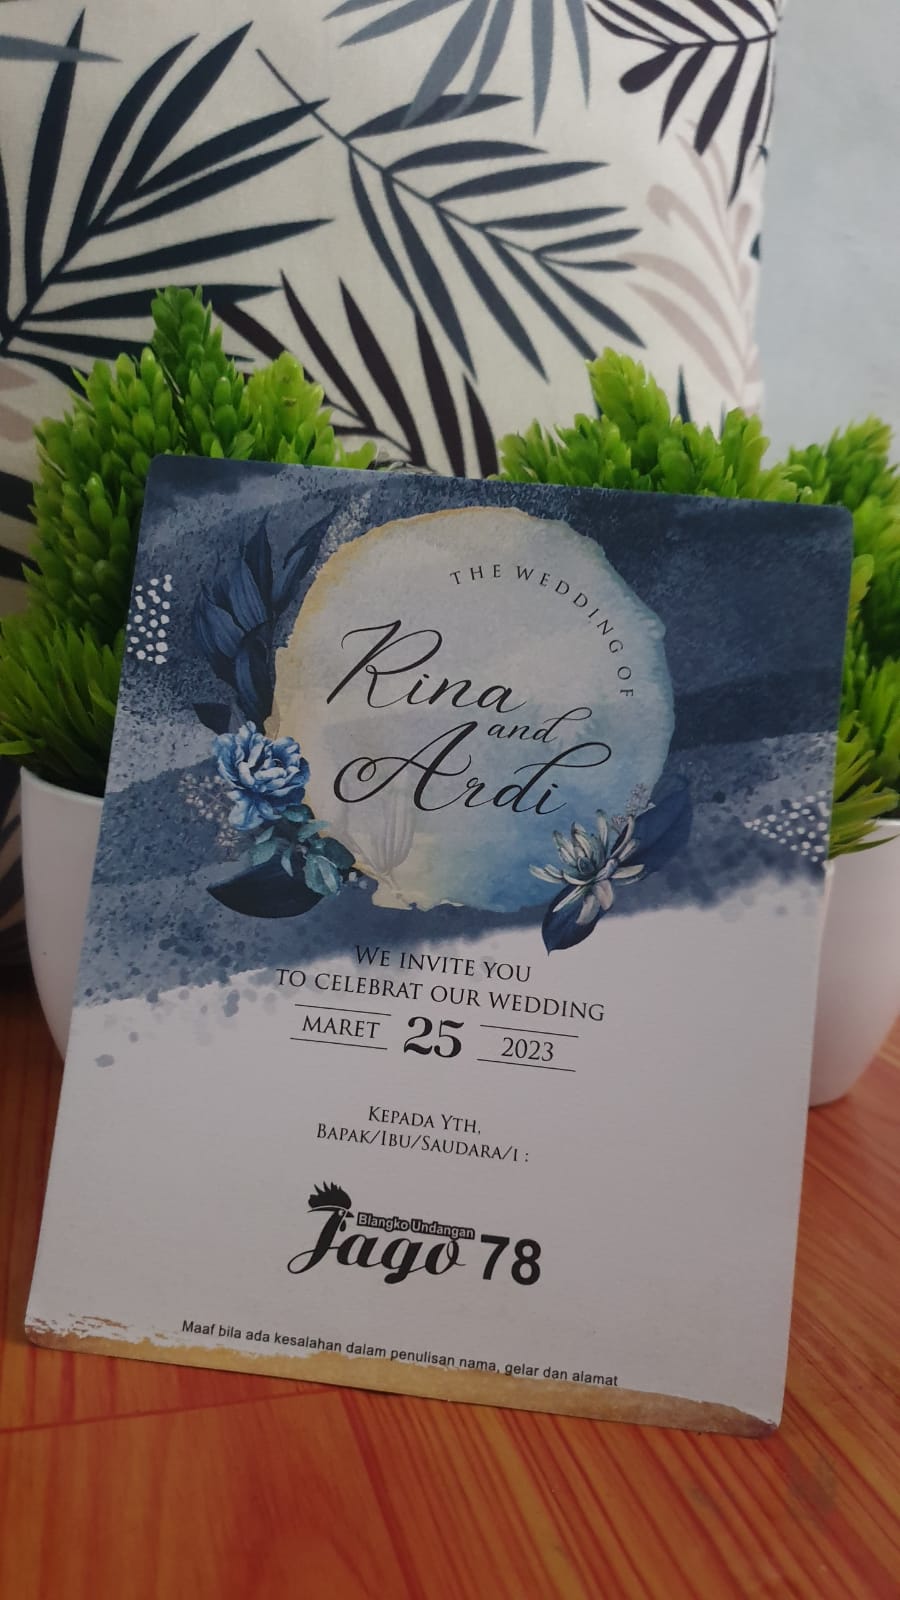 THE WEDDING OF
Rina
and
Ardi
WE INVITE YOU
TO CELEBRAT OUR WEDDING
MARET 25 2023
KEPADA YTH,
BAPAK/IBU/SAUDARA/I :
Blangko Undangan
Jago 78
Maaf bila ada kesalahan dalam penulisan nama, gelar dan alamat